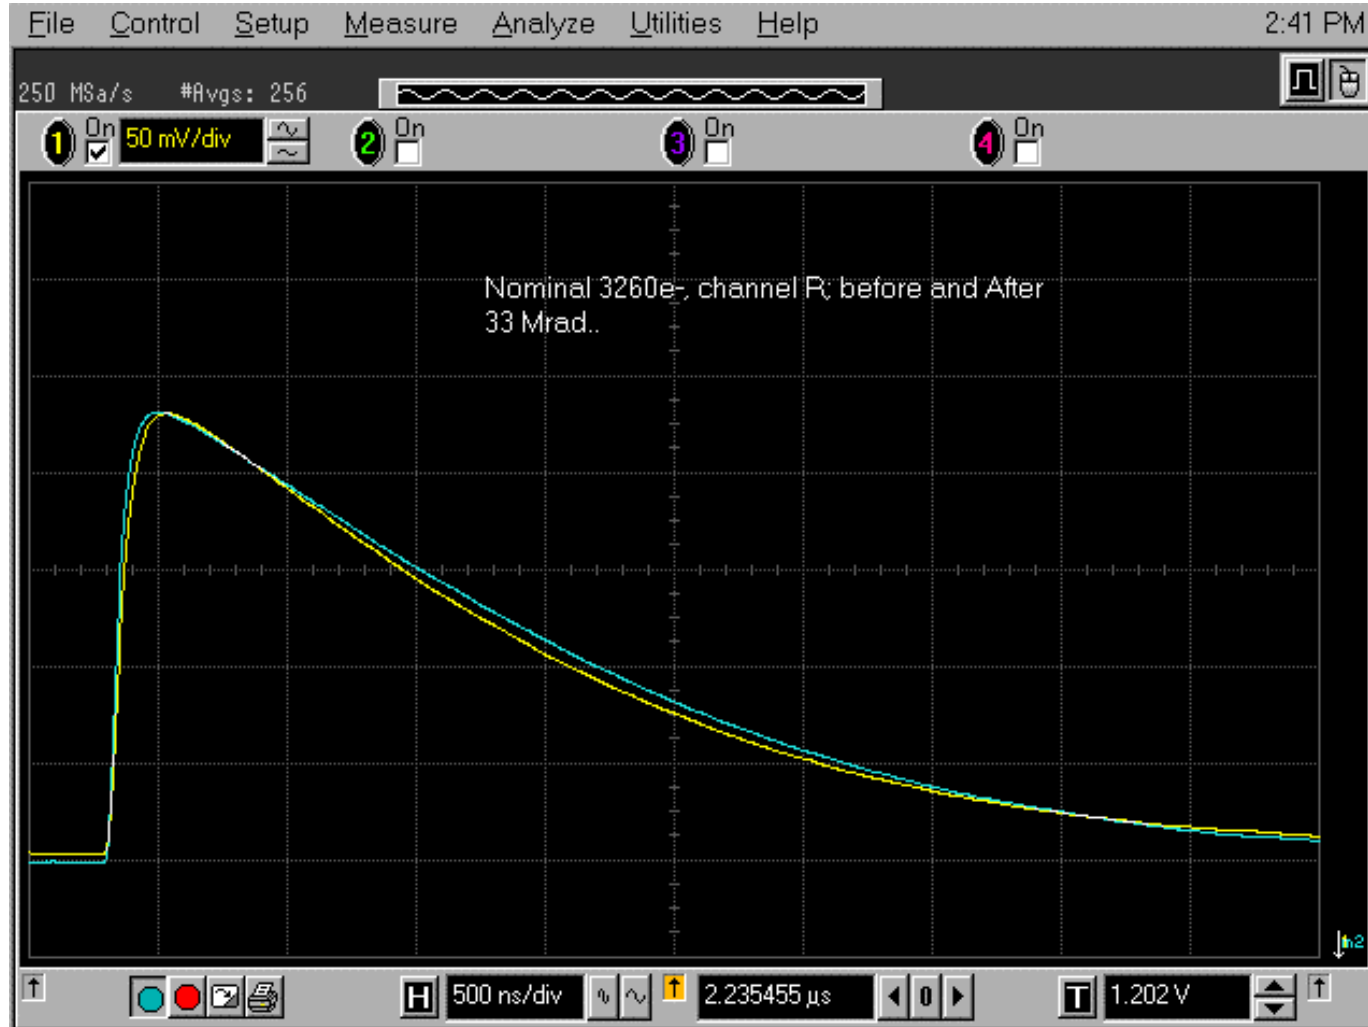 File Control Setup Measure Analyze Utilities Help 2:41 PM
250 MSa/s #Avgs: 256
1 On 50 mV/div 2 On 3 On 4 On
Nominal 3260e-, channel R; before and After
33 Mrad..
H 500 ns/div 2.235455 µs 0 T 1.202 V